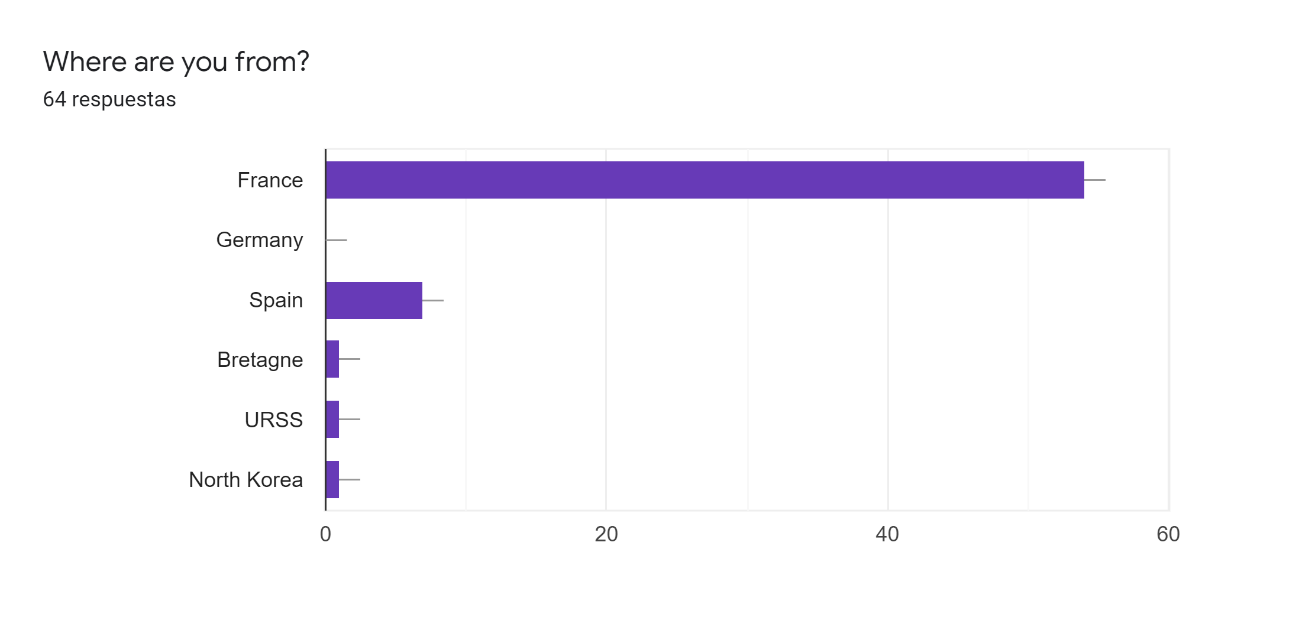 Where are you from?
64 respuestas
France
Germany
Spain
Bretagne
URSS
North Korea
0 20 40 60